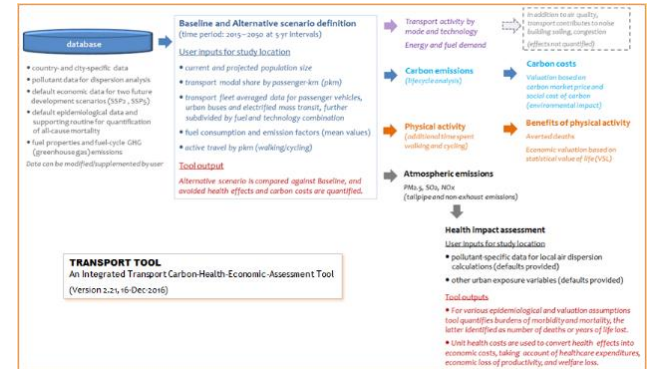 database
• country- and city-specific data
• pollutant data for dispersion analysis
• default economic data for two future
development scenarios (SSP2 , SSP5)
• default epidemiological data and
supporting routine for quantification
of all-cause mortality
• fuel properties and fuel-cycle GHG
(greenhouse gas) emissions
Data can be modified/supplemented by user
Baseline and Alternative scenario definition
(time period: 2015–2050 at 5-yr intervals)
User inputs for study location
• current and projected population size
• transport modal share by passenger-km (pkm)
• transport fleet averaged data for passenger vehicles,
urban buses and electrified mass transit, further
subdivided by fuel and technology combination
• fuel consumption and emission factors (mean values)
• active travel by pkm (walking/cycling)
Tool output
Alternative scenario is compared against Baseline, and
avoided health effects and carbon costs are quantified.
Transport activity by
mode and technology
Energy and fuel demand
In addition to air quality,
transport contributes to noise
building soiling, congestion
(effects not quantified)
Carbon emissions
(lifecycle analysis)
Carbon costs
Valuation based on
carbon market price and
social cost of carbon
(environmental impact)
Physical activity
(additional time spent
walking and cycling)
Benefits of physical activity
Averted deaths
Economic valuation based on
statistical value of life (VSL)
Atmospheric emissions
PM2.5, SO2, NOx
(tailpipe and non-exhaust emissions)
Health impact assessment
User inputs for study location
• pollutant-specific data for local air dispersion
calculations (defaults provided)
• other urban exposure variables (defaults provided)
Tool outputs
• For various epidemiological and valuation assumptions
tool quantifies burdens of morbidity and mortality, the
latter identified as number of deaths or years of life lost.
• Unit health costs are used to convert health effects into
economic costs, taking account of healthcare expenditures,
economic loss of productivity, and welfare loss.
TRANSPORT TOOL
An Integrated Transport Carbon-Health-Economic-Assessment Tool
(Version 2.21, 16-Dec-2016)